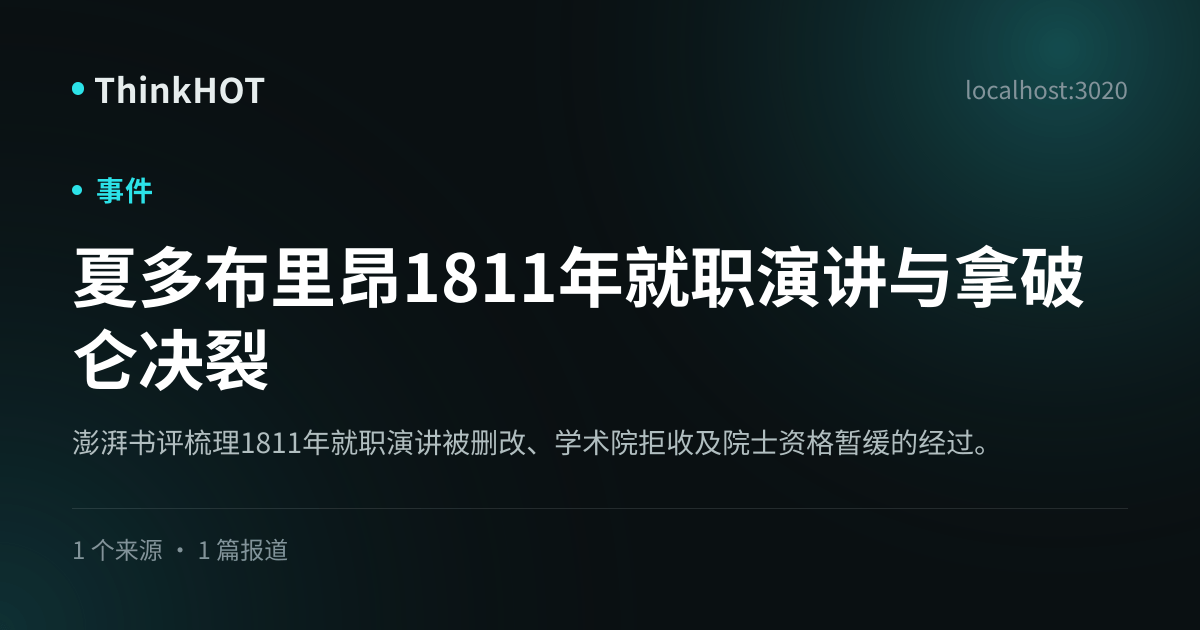 ThinkHOT
localhost:3020
事件
夏多布里昂1811年就职演讲与拿破
仑决裂
澎湃书评梳理1811年就职演讲被删改、学术院拒收及院士资格暂缓的经过。
1 个来源 · 1 篇报道